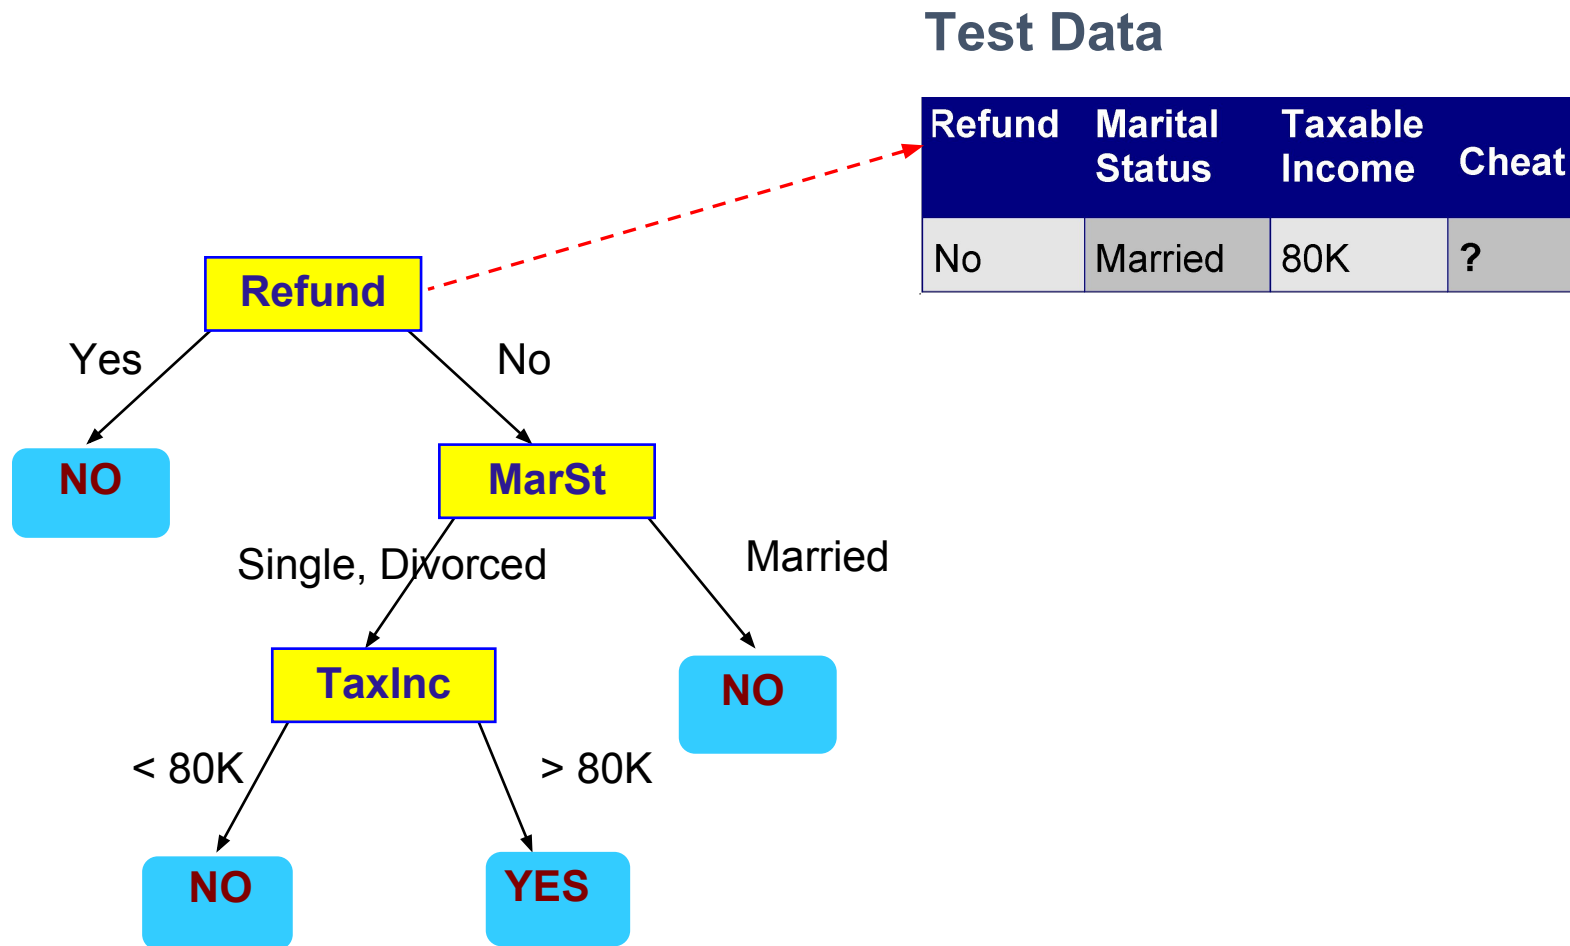 Test Data
Refund Marital Status Taxable Income Cheat
No Married 80K ?
Refund
Yes No
NO
MarSt
Single, Divorced Married
TaxInc
NO
< 80K > 80K
NO YES